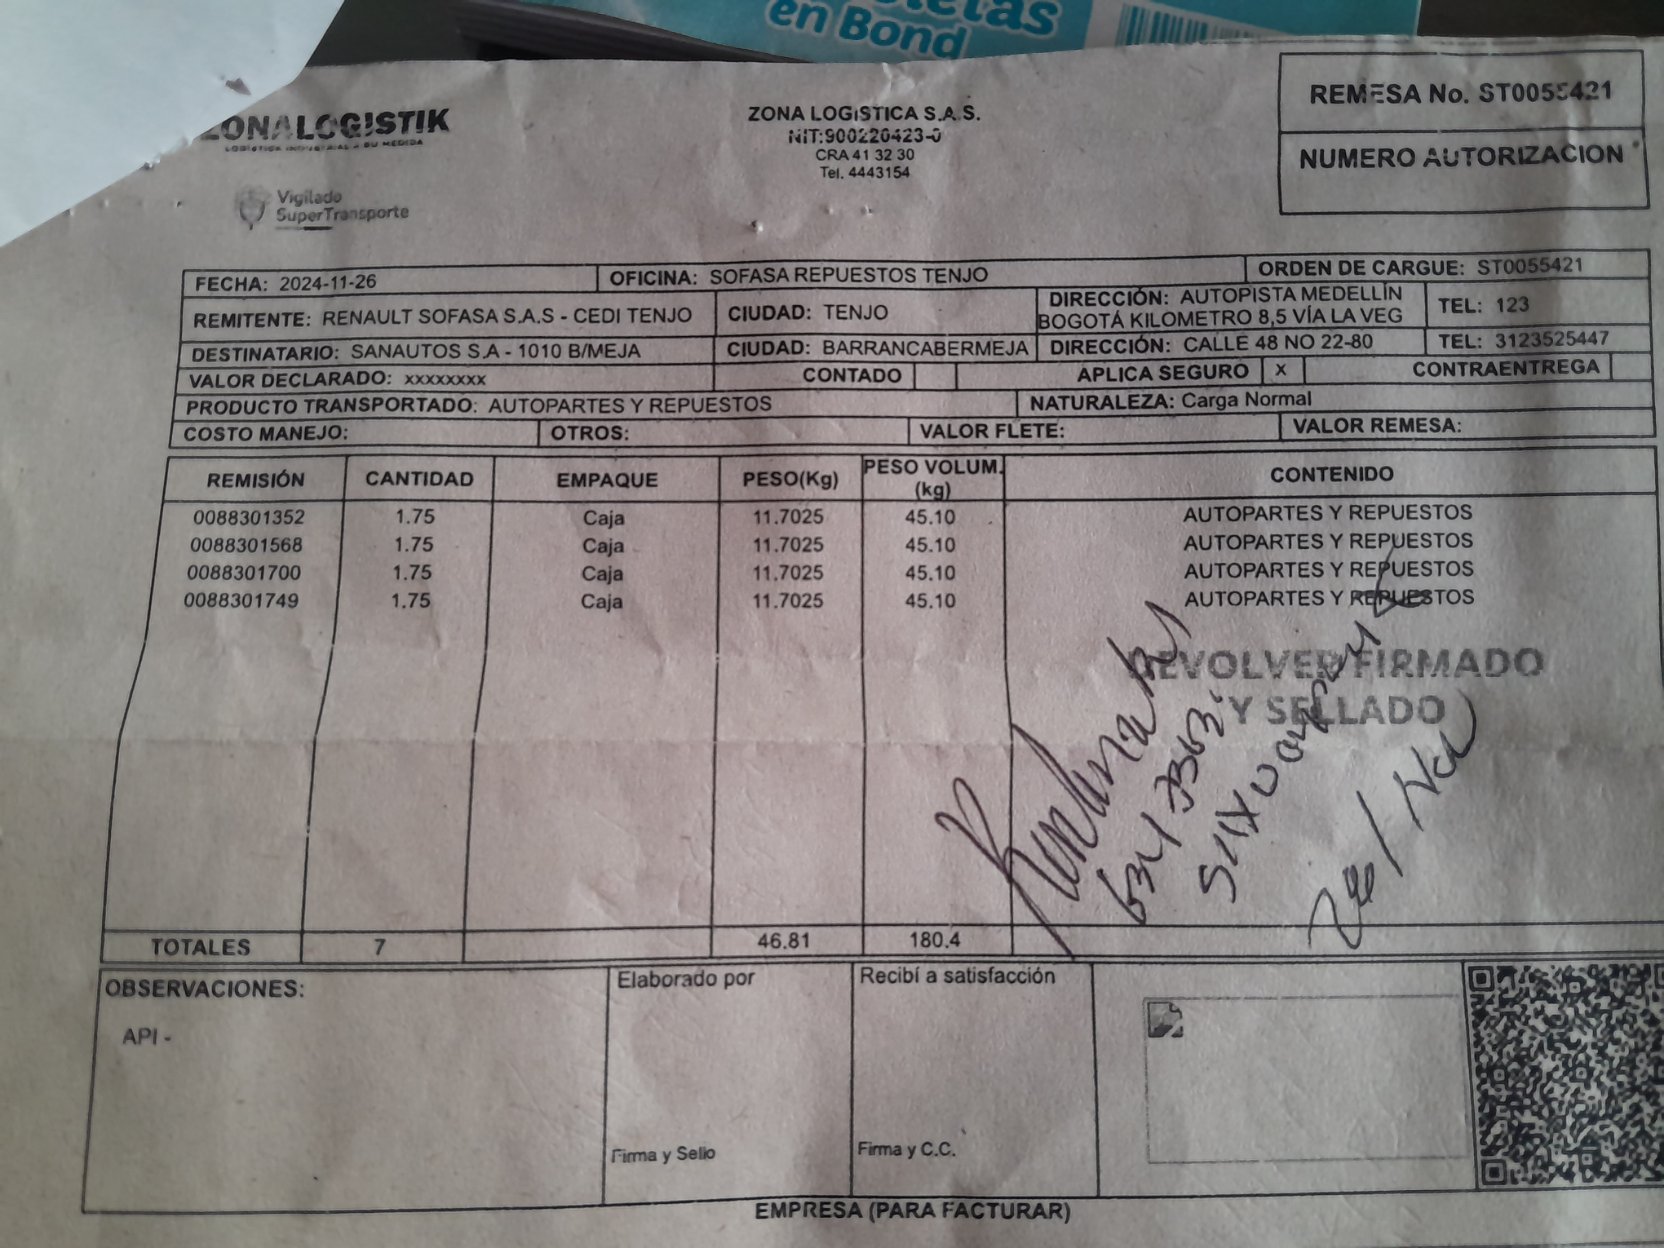 en Bond
ZONALOGISTIK
LOGÍSTICA INDUSTRIAL A SU MEDIDA
Vigilado
SuperTransporte
ZONA LOGISTICA S.A.S.
NIT:900220423-0
CRA 41 32 30
Tel. 4443154
REMESA No. ST0055421
NUMERO AUTORIZACION
FECHA: 2024-11-26 OFICINA: SOFASA REPUESTOS TENJO ORDEN DE CARGUE: ST0055421
REMITENTE: RENAULT SOFASA S.A.S - CEDI TENJO CIUDAD: TENJO DIRECCIÓN: AUTOPISTA MEDELLÍN
BOGOTÁ KILOMETRO 8,5 VÍA LA VEG TEL: 123
DESTINATARIO: SANAUTOS S.A - 1010 B/MEJA CIUDAD: BARRANCABERMEJA DIRECCIÓN: CALLE 48 NO 22-80 TEL: 3123525447
VALOR DECLARADO: xxxxxxxx CONTADO APLICA SEGURO X CONTRAENTREGA
PRODUCTO TRANSPORTADO: AUTOPARTES Y REPUESTOS NATURALEZA: Carga Normal
COSTO MANEJO: OTROS: VALOR FLETE: VALOR REMESA:
REMISIÓN CANTIDAD EMPAQUE PESO(Kg) PESO VOLUM. (kg) CONTENIDO
0088301352 1.75 Caja 11.7025 45.10 AUTOPARTES Y REPUESTOS
0088301568 1.75 Caja 11.7025 45.10 AUTOPARTES Y REPUESTOS
0088301700 1.75 Caja 11.7025 45.10 AUTOPARTES Y REPUESTOS
0088301749 1.75 Caja 11.7025 45.10 AUTOPARTES Y REPUESTOS
DEVOLVER FIRMADO
Y SELLADO
28/Nov
TOTALES 7 46.81 180.4
OBSERVACIONES:
API -
Elaborado por
Firma y Sello
Recibí a satisfacción
Firma y C.C.
EMPRESA (PARA FACTURAR)